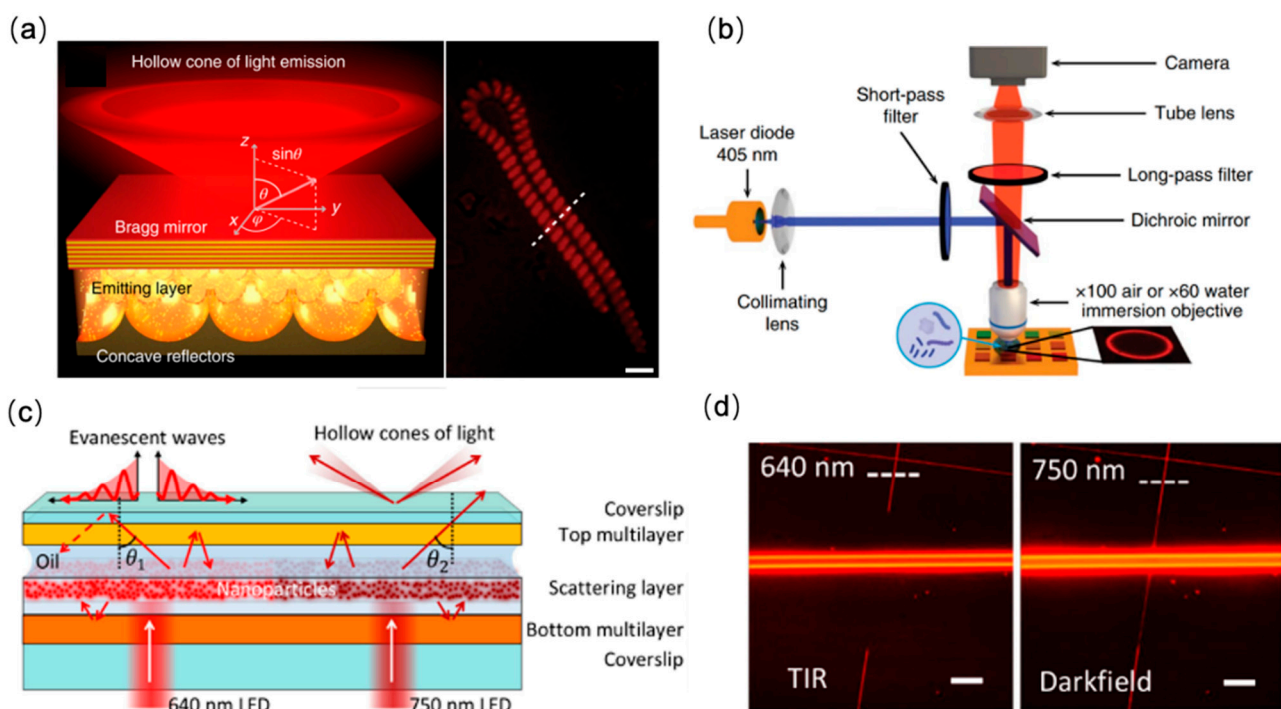 (a)
Hollow cone of light emission
z
sinθ
θ
y
x
φ
Bragg mirror
Emitting layer
Concave reflectors
(b)
Camera
Tube lens
Short-pass
filter
Laser diode
405 nm
Long-pass filter
Dichroic mirror
Collimating
lens
×100 air or ×60 water
immersion objective
(c)
Evanescent waves
Hollow cones of light
Coverslip
Top multilayer
Oil
θ1
θ2
Nanoparticles
Scattering layer
Bottom multilayer
Coverslip
640 nm LED
750 nm LED
(d)
640 nm
TIR
750 nm
Darkfield